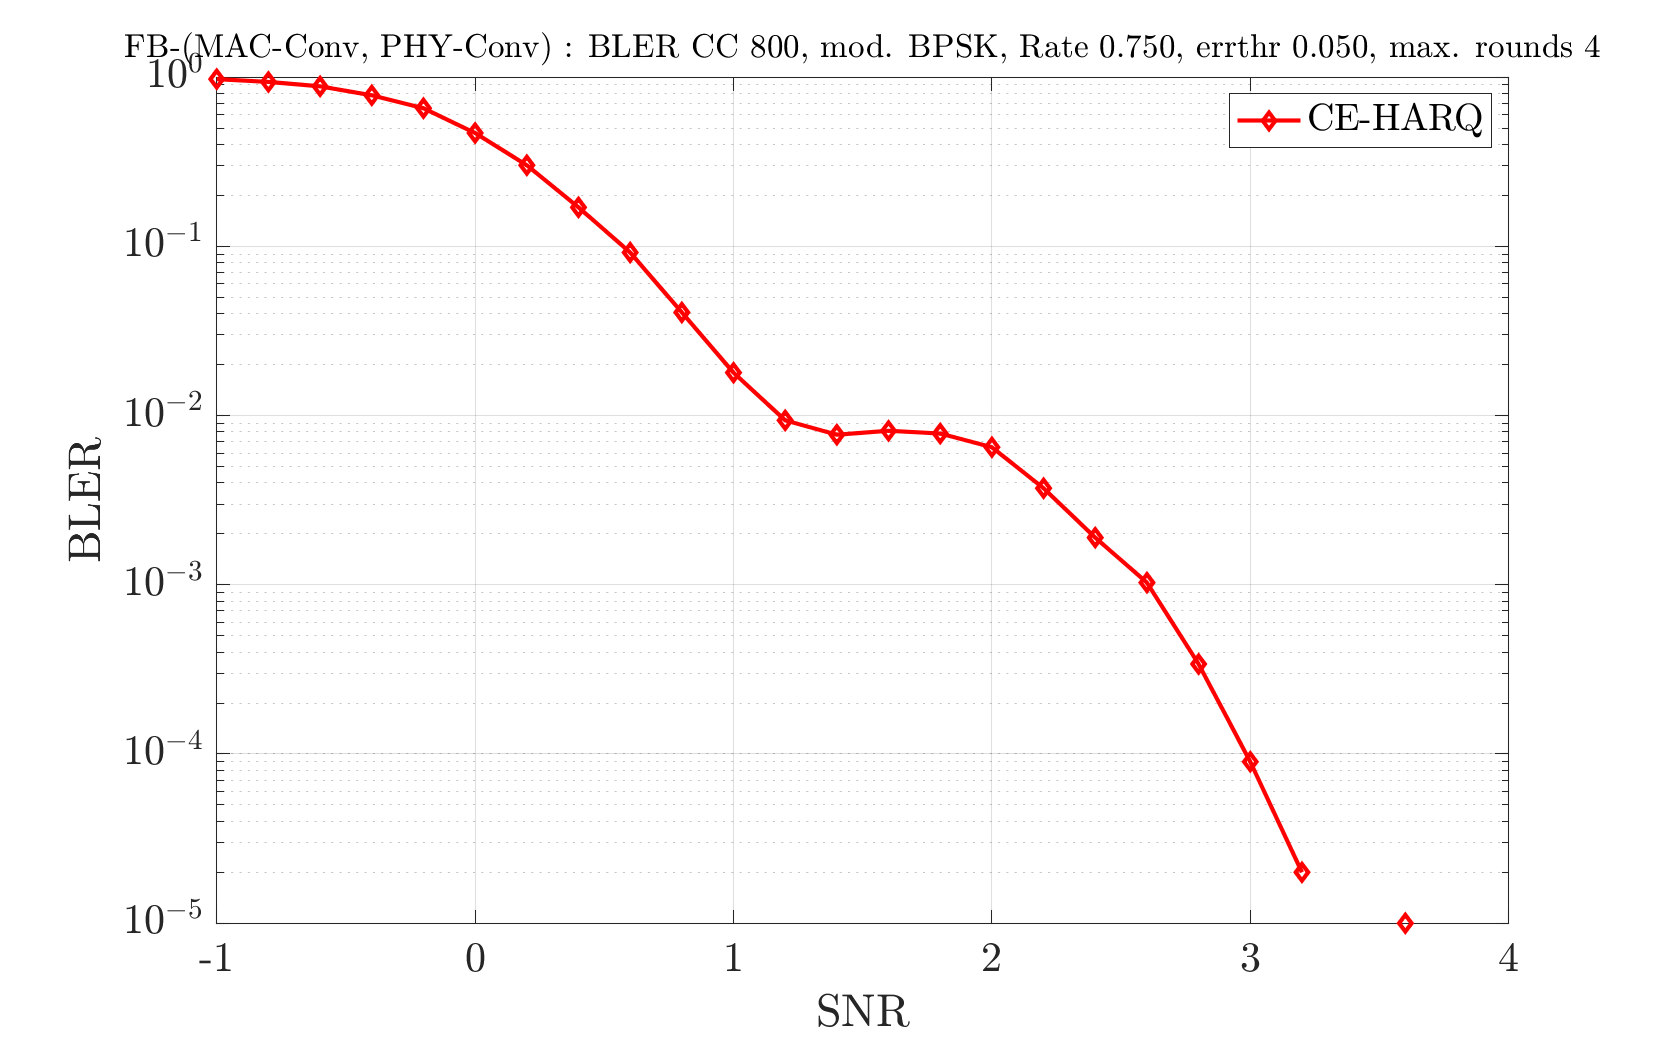 FB-(MAC-Conv, PHY-Conv) : BLER CC 800, mod. BPSK, Rate 0.750, errthr 0.050, max. rounds 4
CE-HARQ
10^0
10^{-1}
10^{-2}
10^{-3}
10^{-4}
10^{-5}
BLER
-1 0 1 2 3 4
SNR